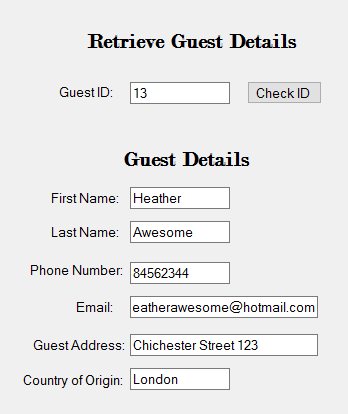 Retrieve Guest Details
Guest ID: 13 Check ID
Guest Details
First Name: Heather
Last Name: Awesome
Phone Number: 84562344
Email: eatherawesome@hotmail.com
Guest Address: Chichester Street 123
Country of Origin: London